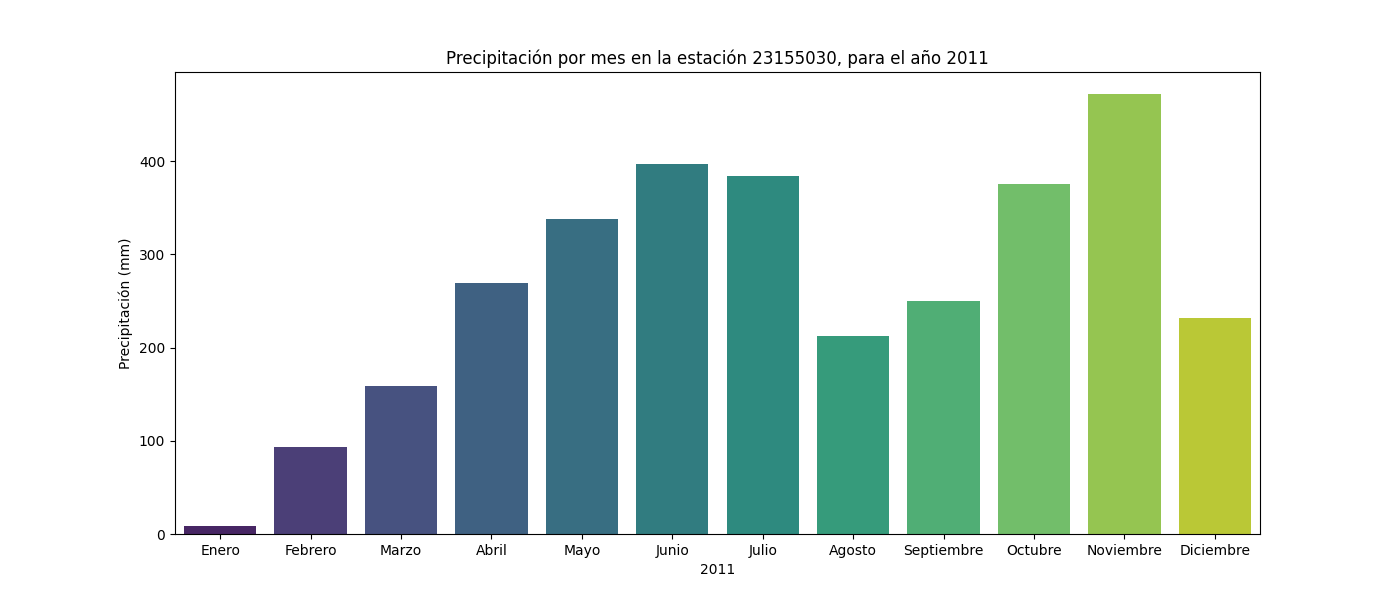 Precipitación por mes en la estación 23155030, para el año 2011
Precipitación (mm)
400
300
200
100
0
Enero Febrero Marzo Abril Mayo Junio Julio Agosto Septiembre Octubre Noviembre Diciembre
2011